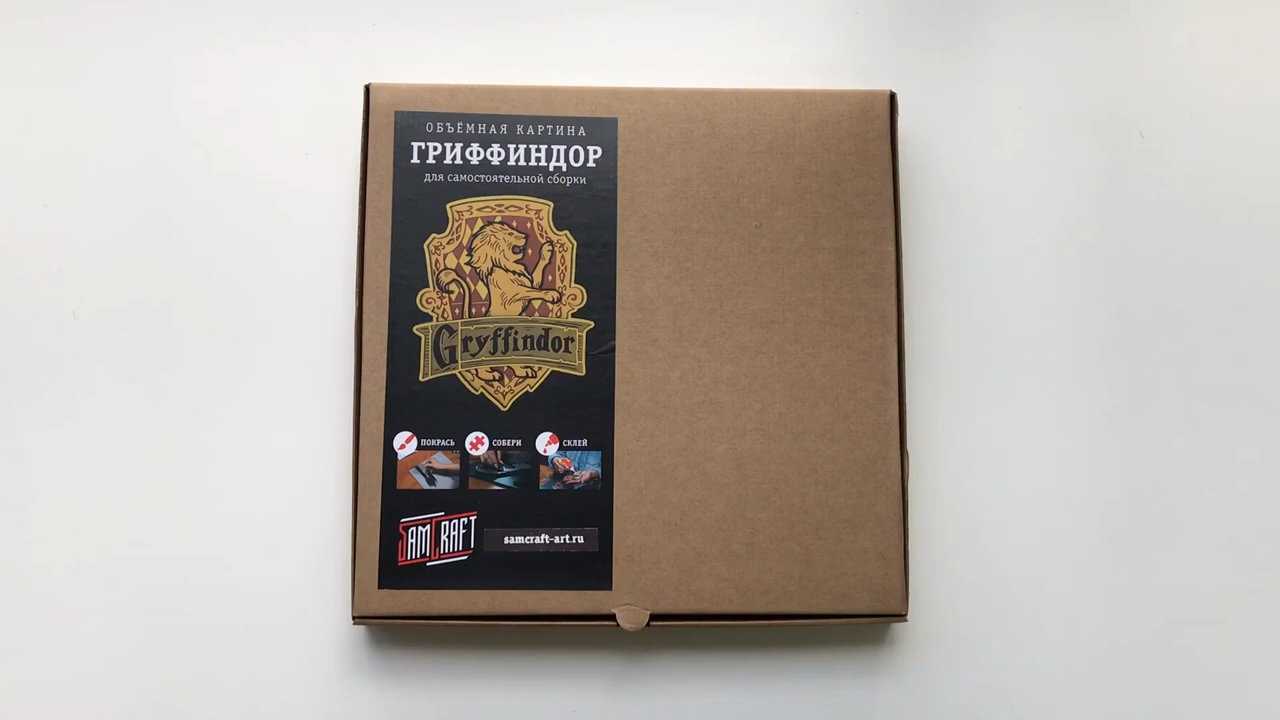 ОБЪЁМНАЯ КАРТИНА
ГРИФФИНДОР
для самостоятельной сборки
Gryffindor
ПОКРАСЬ СОБЕРИ СКЛЕЙ
SAMCRAFT samcraft-art.ru